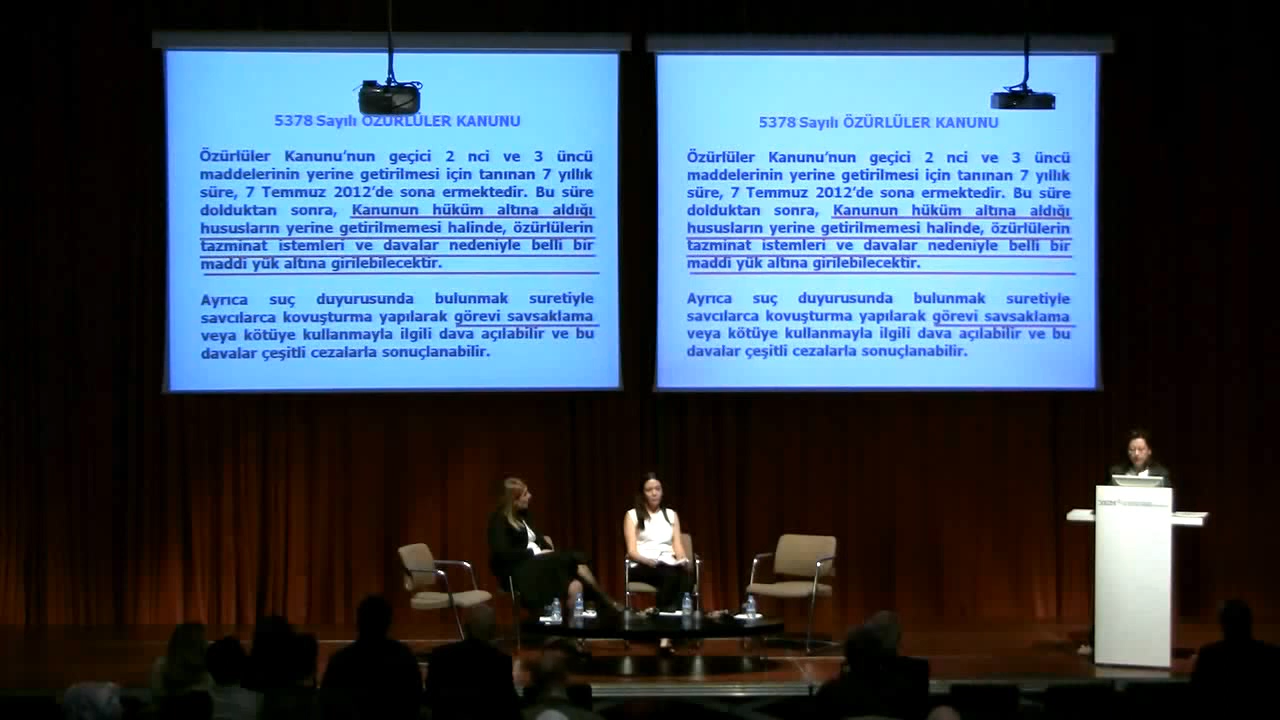 5378 Sayılı ÖZÜRLÜLER KANUNU
Özürlüler Kanunu’nun geçici 2 nci ve 3 üncü
maddelerinin yerine getirilmesi için tanınan 7 yıllık
süre, 7 Temmuz 2012’de sona ermektedir. Bu süre
dolduktan sonra, Kanunun hüküm altına aldığı
hususların yerine getirilmemesi halinde, özürlülerin
tazminat istemleri ve davalar nedeniyle belli bir
maddi yük altına girilebilecektir.
Ayrıca suç duyurusunda bulunmak suretiyle
savcılarca kovuşturma yapılarak görevi savsaklama
veya kötüye kullanmayla ilgili dava açılabilir ve bu
davalar çeşitli cezalarla sonuçlanabilir.
5378 Sayılı ÖZÜRLÜLER KANUNU
Özürlüler Kanunu’nun geçici 2 nci ve 3 üncü
maddelerinin yerine getirilmesi için tanınan 7 yıllık
süre, 7 Temmuz 2012’de sona ermektedir. Bu süre
dolduktan sonra, Kanunun hüküm altına aldığı
hususların yerine getirilmemesi halinde, özürlülerin
tazminat istemleri ve davalar nedeniyle belli bir
maddi yük altına girilebilecektir.
Ayrıca suç duyurusunda bulunmak suretiyle
savcılarca kovuşturma yapılarak görevi savsaklama
veya kötüye kullanmayla ilgili dava açılabilir ve bu
davalar çeşitli cezalarla sonuçlanabilir.